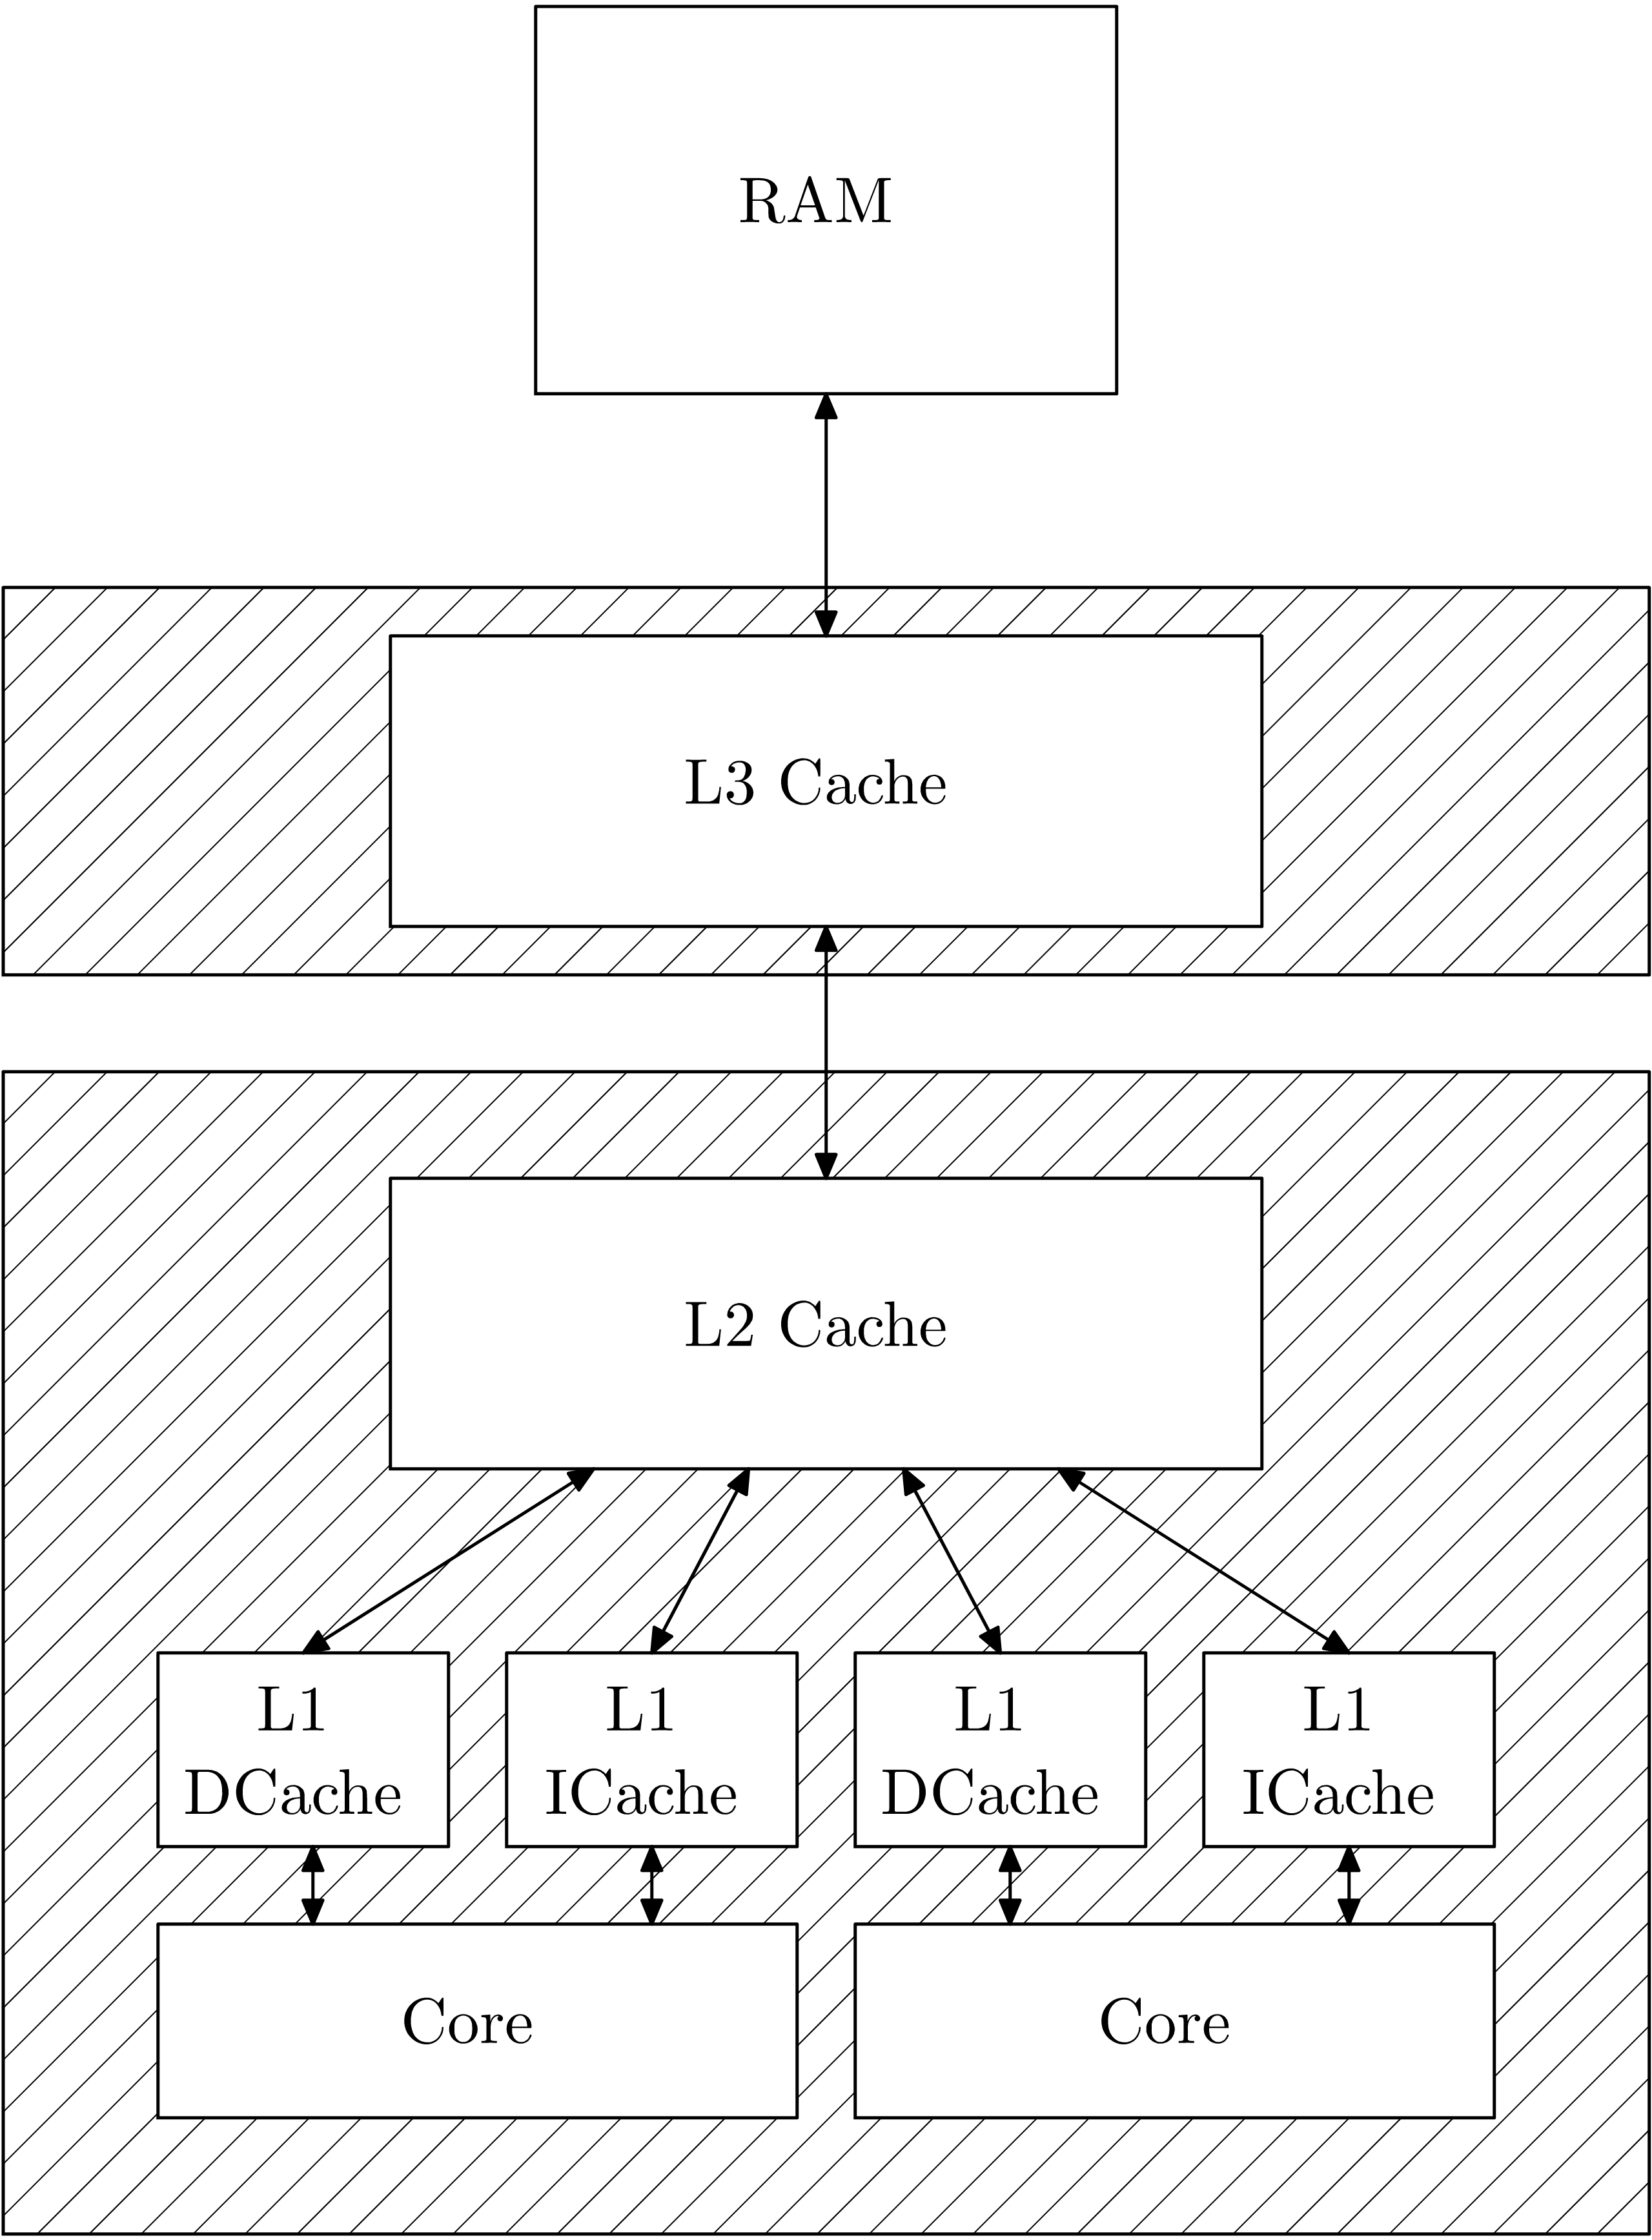 RAM
L3 Cache
L2 Cache
L1
DCache
L1
ICache
L1
DCache
L1
ICache
Core
Core